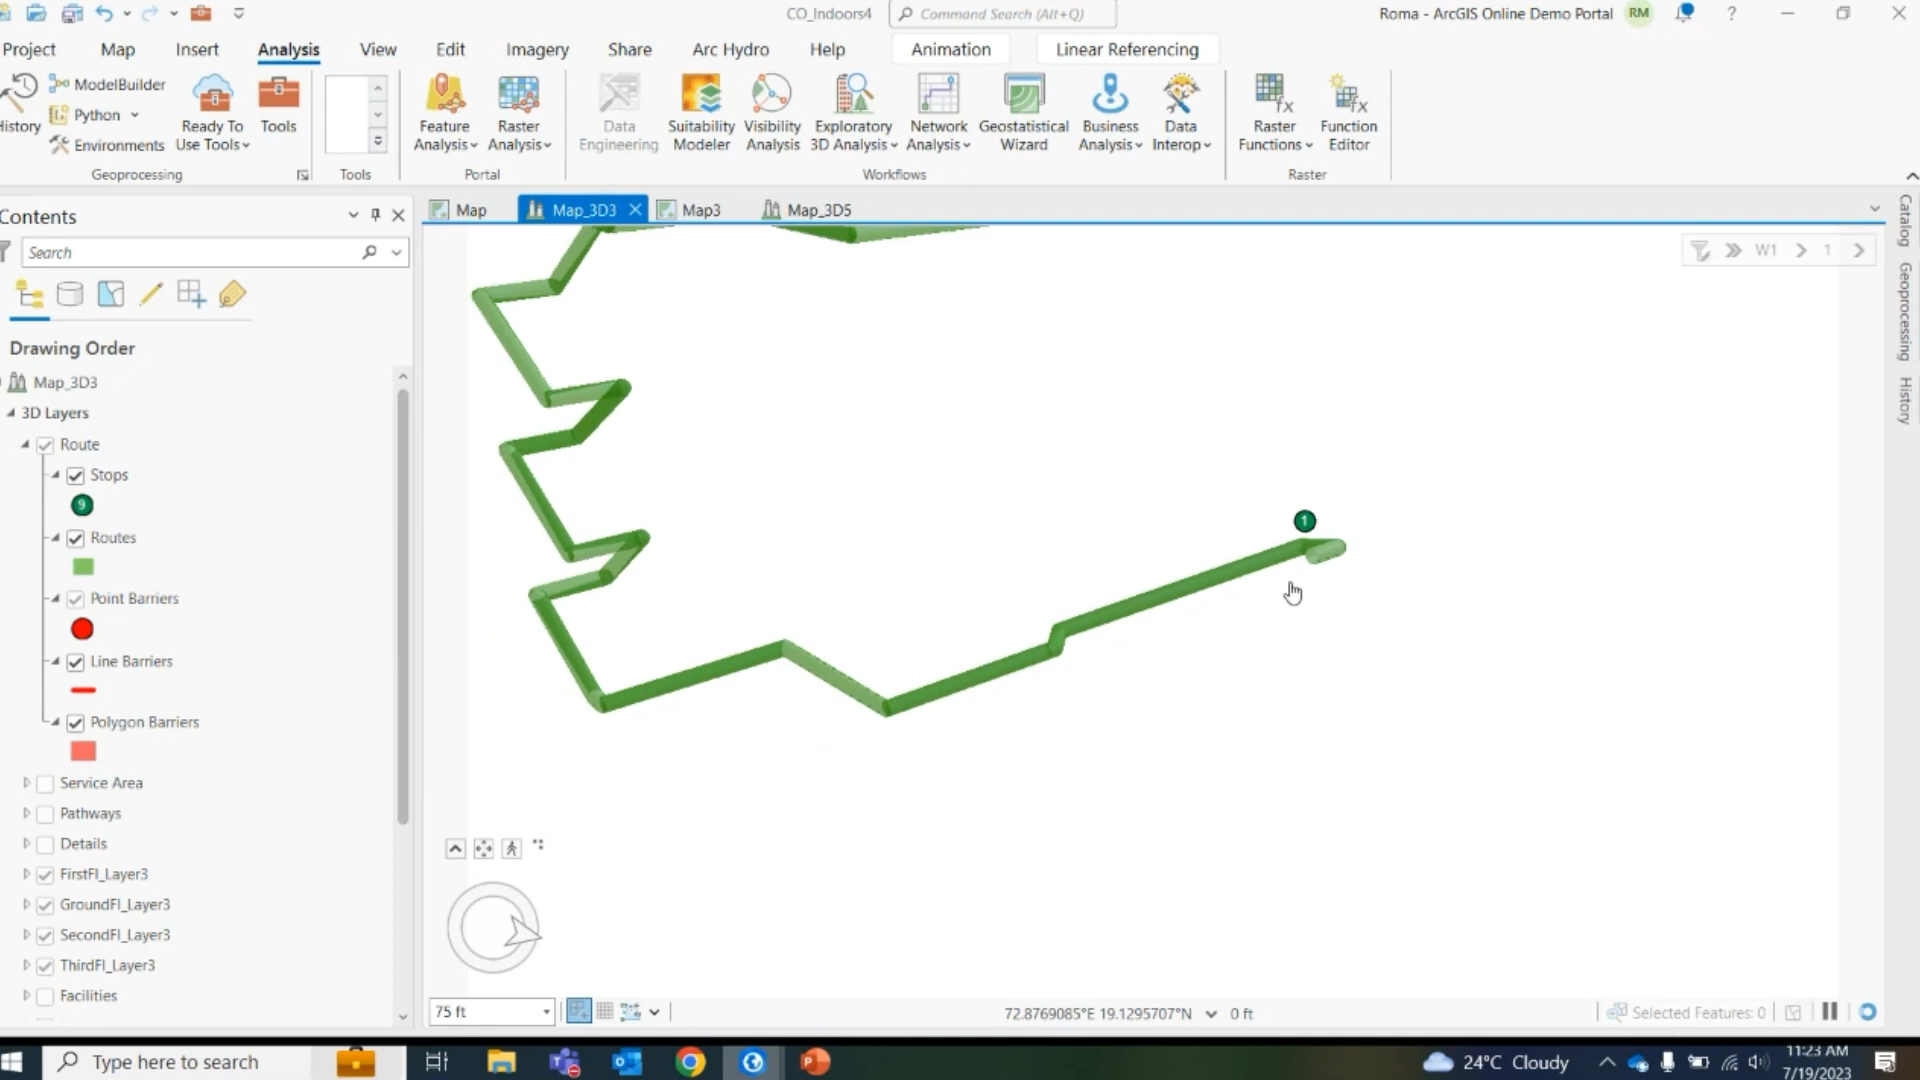 CO_Indoors4
Command Search (Alt+Q)
Roma - ArcGIS Online Demo Portal
RM
?
Project
Map
Insert
Analysis
View
Edit
Imagery
Share
Arc Hydro
Help
Animation
Linear Referencing
History
ModelBuilder
Python
Environments
Ready To
Use Tools
Tools
Feature
Analysis
Raster
Analysis
Data
Engineering
Suitability
Modeler
Visibility
Analysis
Exploratory
3D Analysis
Network
Analysis
Geostatistical
Wizard
Business
Analysis
Data
Interop
Raster
Functions
Function
Editor
Geoprocessing
Tools
Portal
Workflows
Raster
Contents
Map
Map_3D3
Map3
Map_3D5
Search
W1
1
Catalog
Geoprocessing
History
Drawing Order
Map_3D3
3D Layers
Route
Stops
9
Routes
Point Barriers
Line Barriers
Polygon Barriers
Service Area
Pathways
Details
FirstFl_Layer3
GroundFl_Layer3
SecondFl_Layer3
ThirdFl_Layer3
Facilities
1
75 ft
72.8769085°E 19.1295707°N
0 ft
Selected Features: 0
Type here to search
24°C Cloudy
11:23 AM
7/19/2023